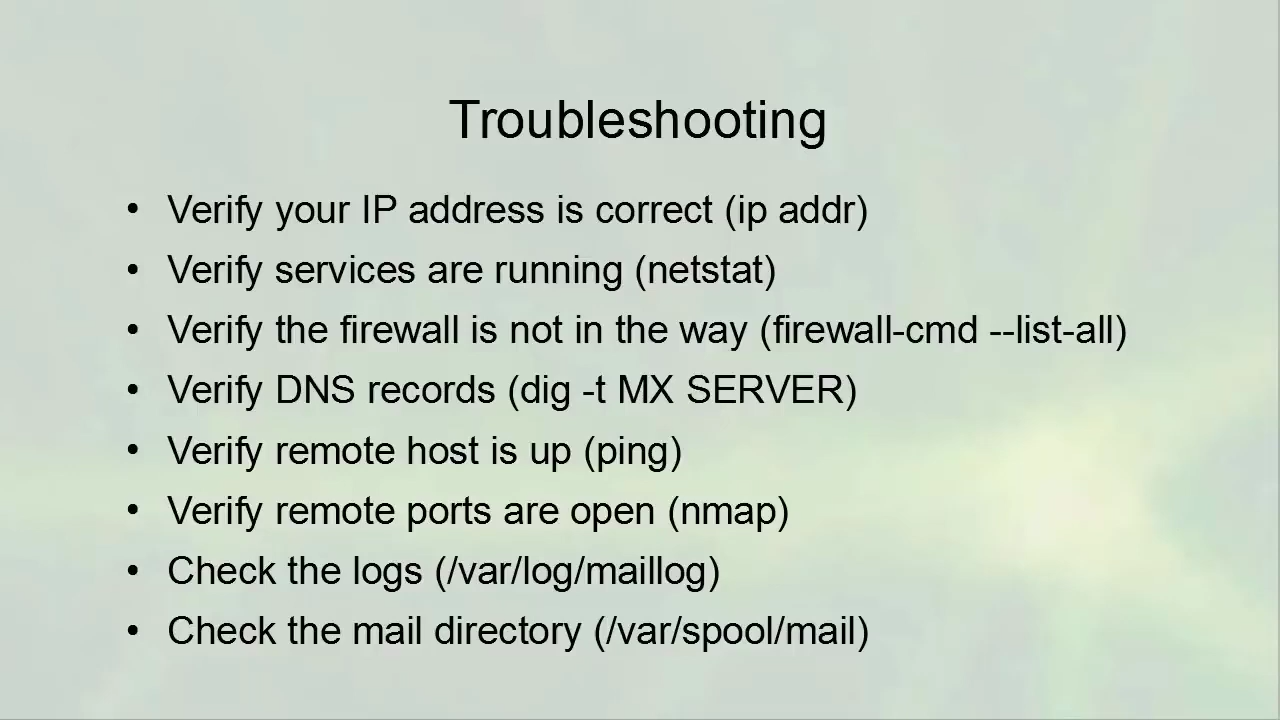 Troubleshooting
• Verify your IP address is correct (ip addr)
• Verify services are running (netstat)
• Verify the firewall is not in the way (firewall-cmd --list-all)
• Verify DNS records (dig -t MX SERVER)
• Verify remote host is up (ping)
• Verify remote ports are open (nmap)
• Check the logs (/var/log/maillog)
• Check the mail directory (/var/spool/mail)